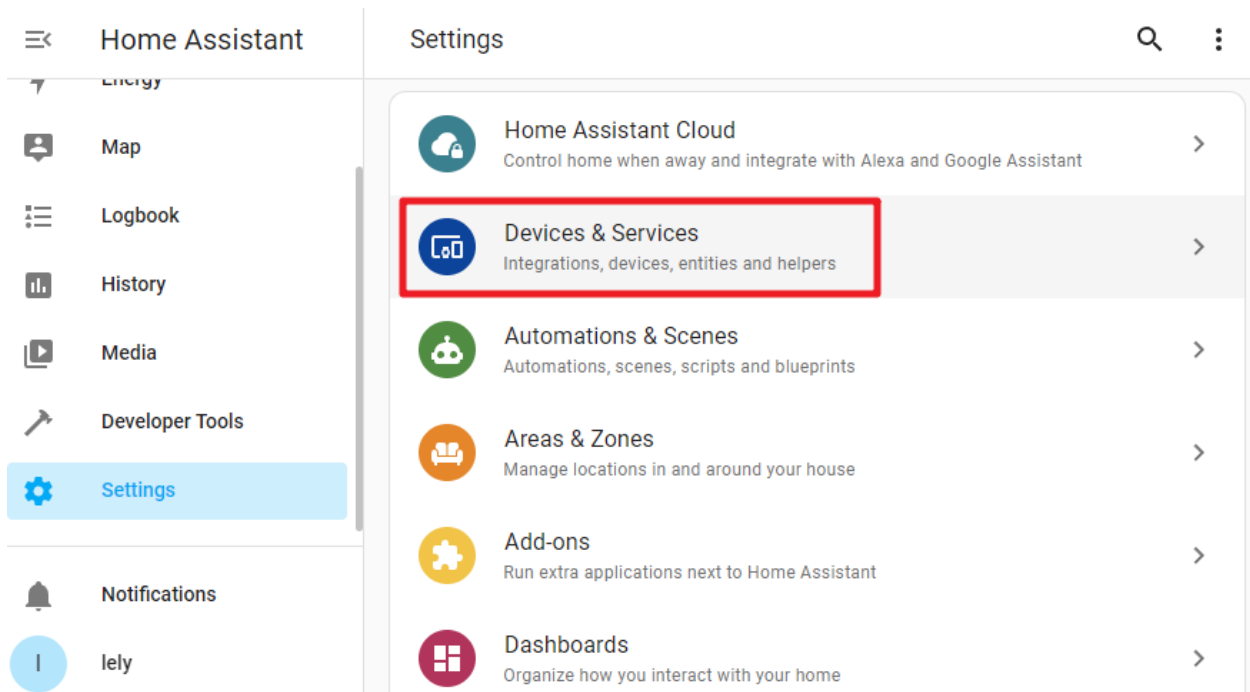 Home Assistant
Settings
Energy
Map
Logbook
History
Media
Developer Tools
Settings
Notifications
l
lely
Home Assistant Cloud
Control home when away and integrate with Alexa and Google Assistant
Devices & Services
Integrations, devices, entities and helpers
Automations & Scenes
Automations, scenes, scripts and blueprints
Areas & Zones
Manage locations in and around your house
Add-ons
Run extra applications next to Home Assistant
Dashboards
Organize how you interact with your home